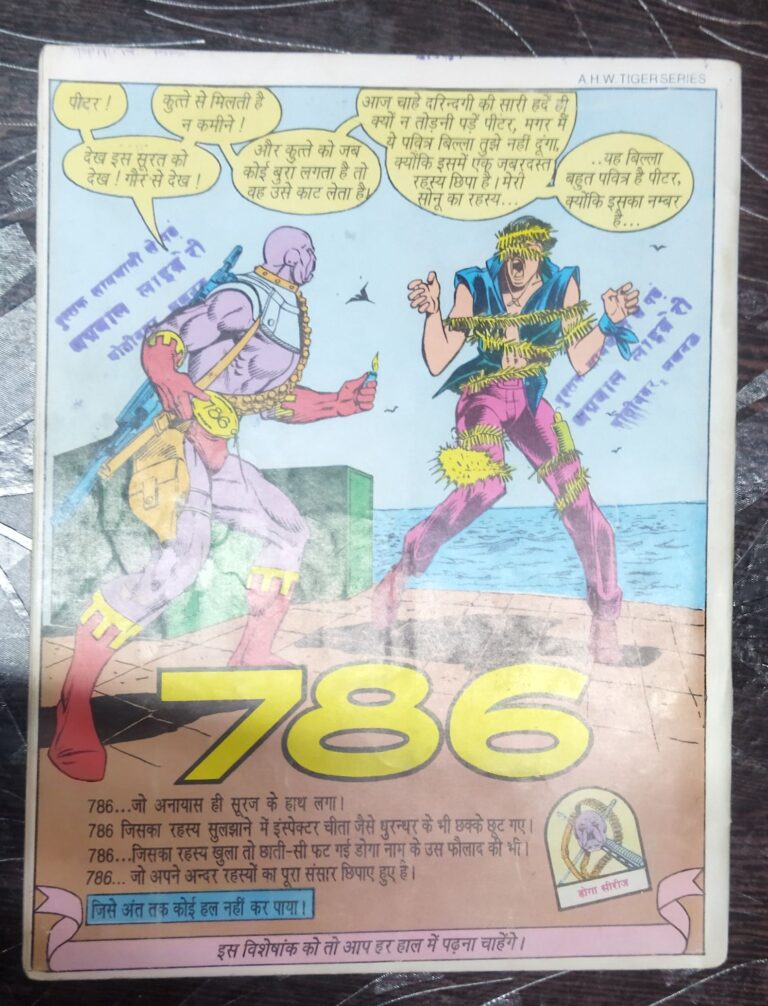 A.H.W. TIGER SERIES
पीटर !
देख इस सूरत को
देख ! गौर से देख !
कुत्ते से मिलती है
न कमीने !
और कुत्ते को जब
कोई बुरा लगता है तो
वह उसे काट लेता है।
आज चाहे दरिन्दगी की सारी हदें ही
क्यों न तोड़नी पड़ें पीटर, मगर में
ये पवित्र बिल्ला तुझे नहीं दूंगा,
क्योंकि इसमें एक जबरदस्त
रहस्य छिपा है। मेरी
सोनू का रहस्य...
..यह बिल्ला
बहुत पवित्र है पीटर,
क्योंकि इसका नम्बर
है...
786
786
786...जो अनायास ही सूरज के हाथ लगा।
786 जिसका रहस्य सुलझाने में इंस्पेक्टर चीता जैसे धुरन्धर के भी छक्के छूट गए।
786...जिसका रहस्य खुला तो छाती-सी फट गई डोगा नाम के उस फौलाद की भी।
786... जो अपने अन्दर रहस्यों का पूरा संसार छिपाए हुए है।
जिसे अंत तक कोई हल नहीं कर पाया।
डोगा सीरीज
इस विशेषांक को तो आप हर हाल में पढ़ना चाहेंगे।